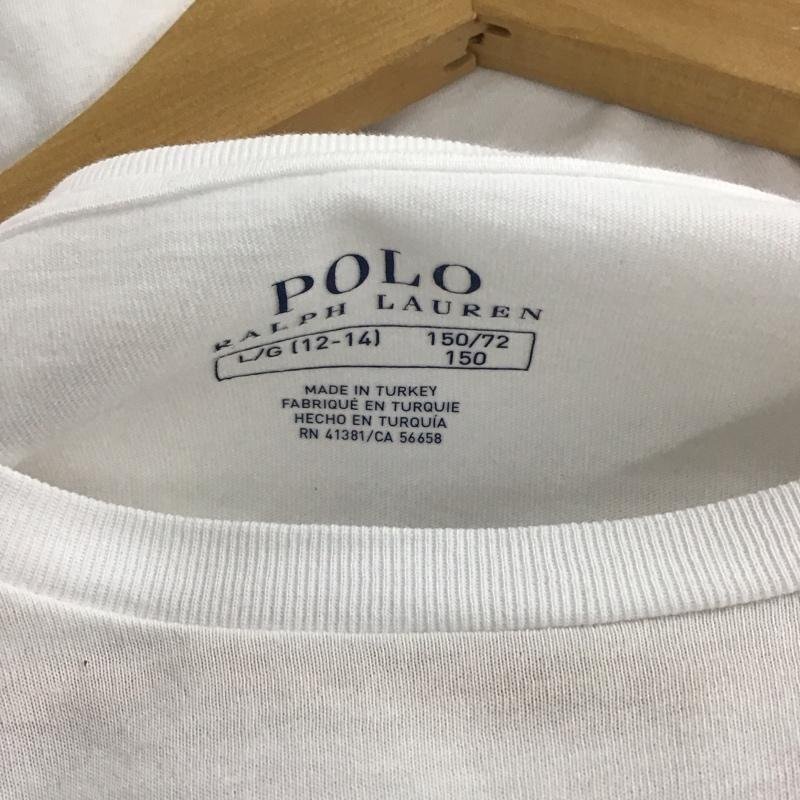 POLO
RALPH LAUREN
L/G (12-14) 150/72
150
MADE IN TURKEY
FABRIQUÉ EN TURQUIE
HECHO EN TURQUÍA
RN 41381/CA 56658